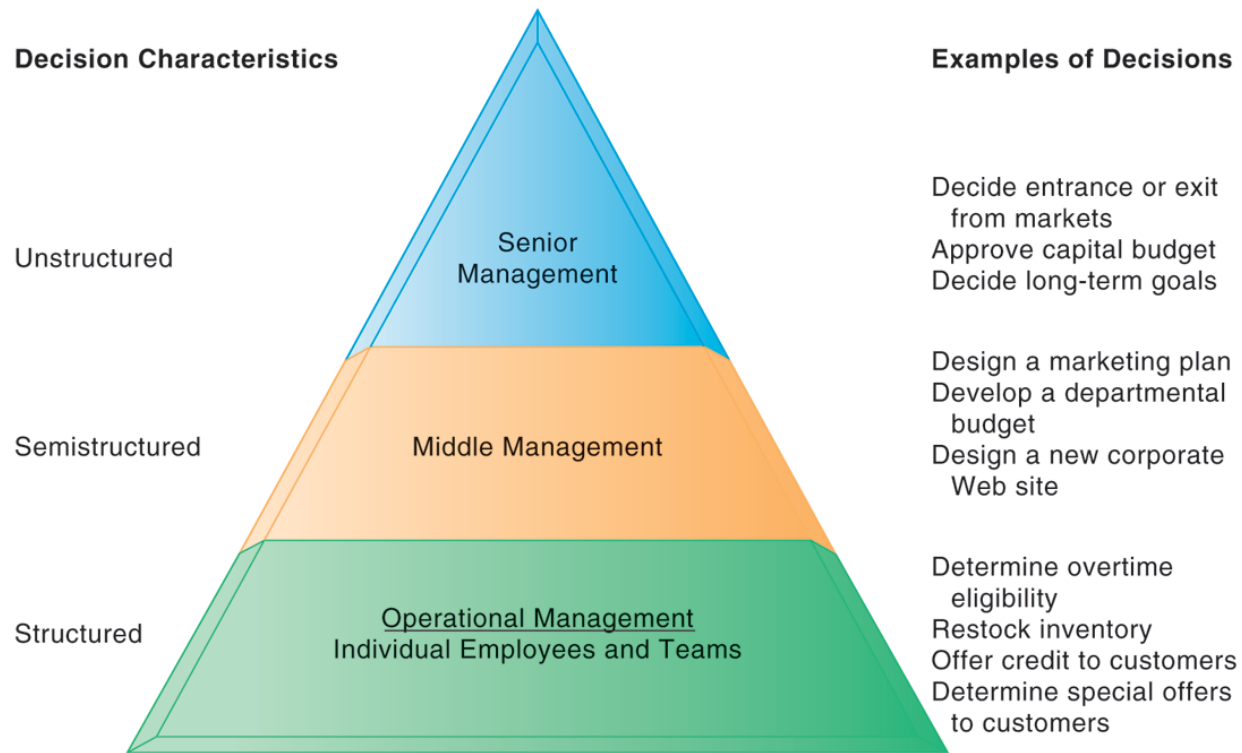 Decision Characteristics
Examples of Decisions
Unstructured
Senior
Management
Decide entrance or exit
from markets
Approve capital budget
Decide long-term goals
Semistructured
Middle Management
Design a marketing plan
Develop a departmental
budget
Design a new corporate
Web site
Structured
Operational Management
Individual Employees and Teams
Determine overtime
eligibility
Restock inventory
Offer credit to customers
Determine special offers
to customers